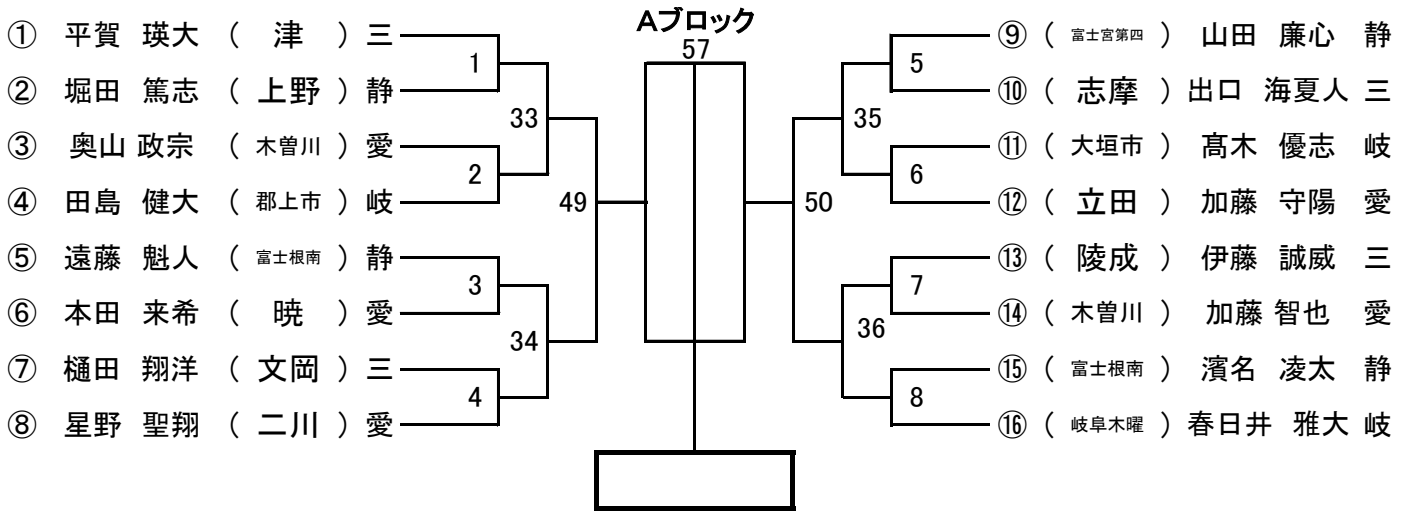 Aブロック
57
① 平賀 瑛大 ( 津 ) 三
② 堀田 篤志 ( 上野 ) 静
③ 奥山 政宗 ( 木曽川 ) 愛
④ 田島 健大 ( 郡上市 ) 岐
⑤ 遠藤 魁人 ( 富士根南 ) 静
⑥ 本田 来希 ( 暁 ) 愛
⑦ 樋田 翔洋 ( 文岡 ) 三
⑧ 星野 聖翔 ( 二川 ) 愛
1
2
3
4
33
34
49
50
35
36
5
6
7
8
⑨ ( 富士宮第四 ) 山田 廉心 静
⑩ ( 志摩 ) 出口 海夏人 三
⑪ ( 大垣市 ) 髙木 優志 岐
⑫ ( 立田 ) 加藤 守陽 愛
⑬ ( 陵成 ) 伊藤 誠威 三
⑭ ( 木曽川 ) 加藤 智也 愛
⑮ ( 富士根南 ) 濱名 凌太 静
⑯ ( 岐阜木曜 ) 春日井 雅大 岐